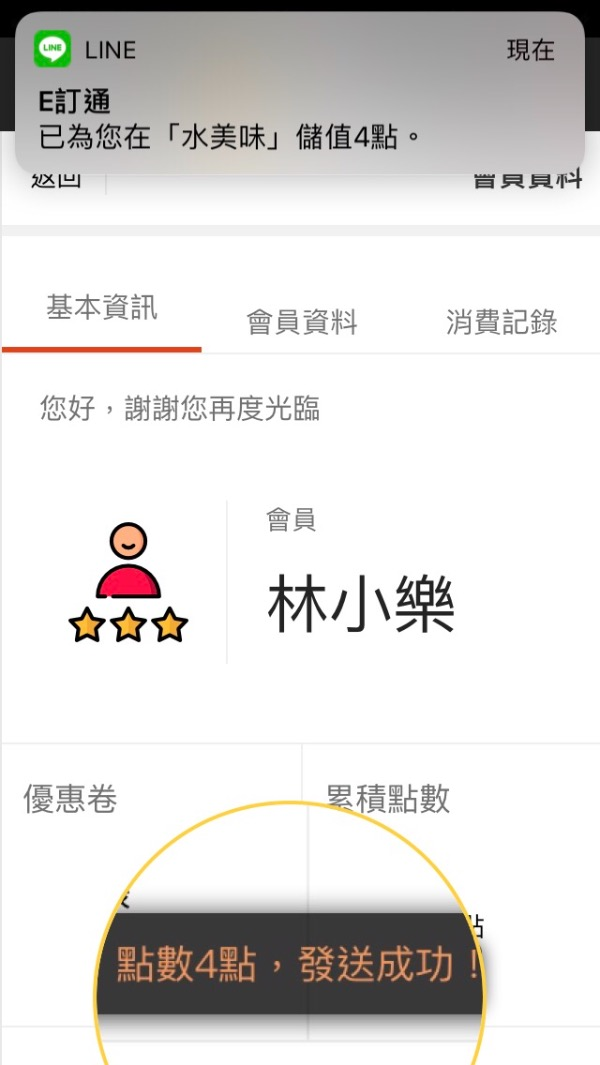 LINE
LINE 現在
E訂通
已為您在「水美味」儲值4點。
返回 會員資料
基本資訊 會員資料 消費記錄
您好，謝謝您再度光臨
會員
林小樂
優惠卷 累積點數
點
點數4點，發送成功！